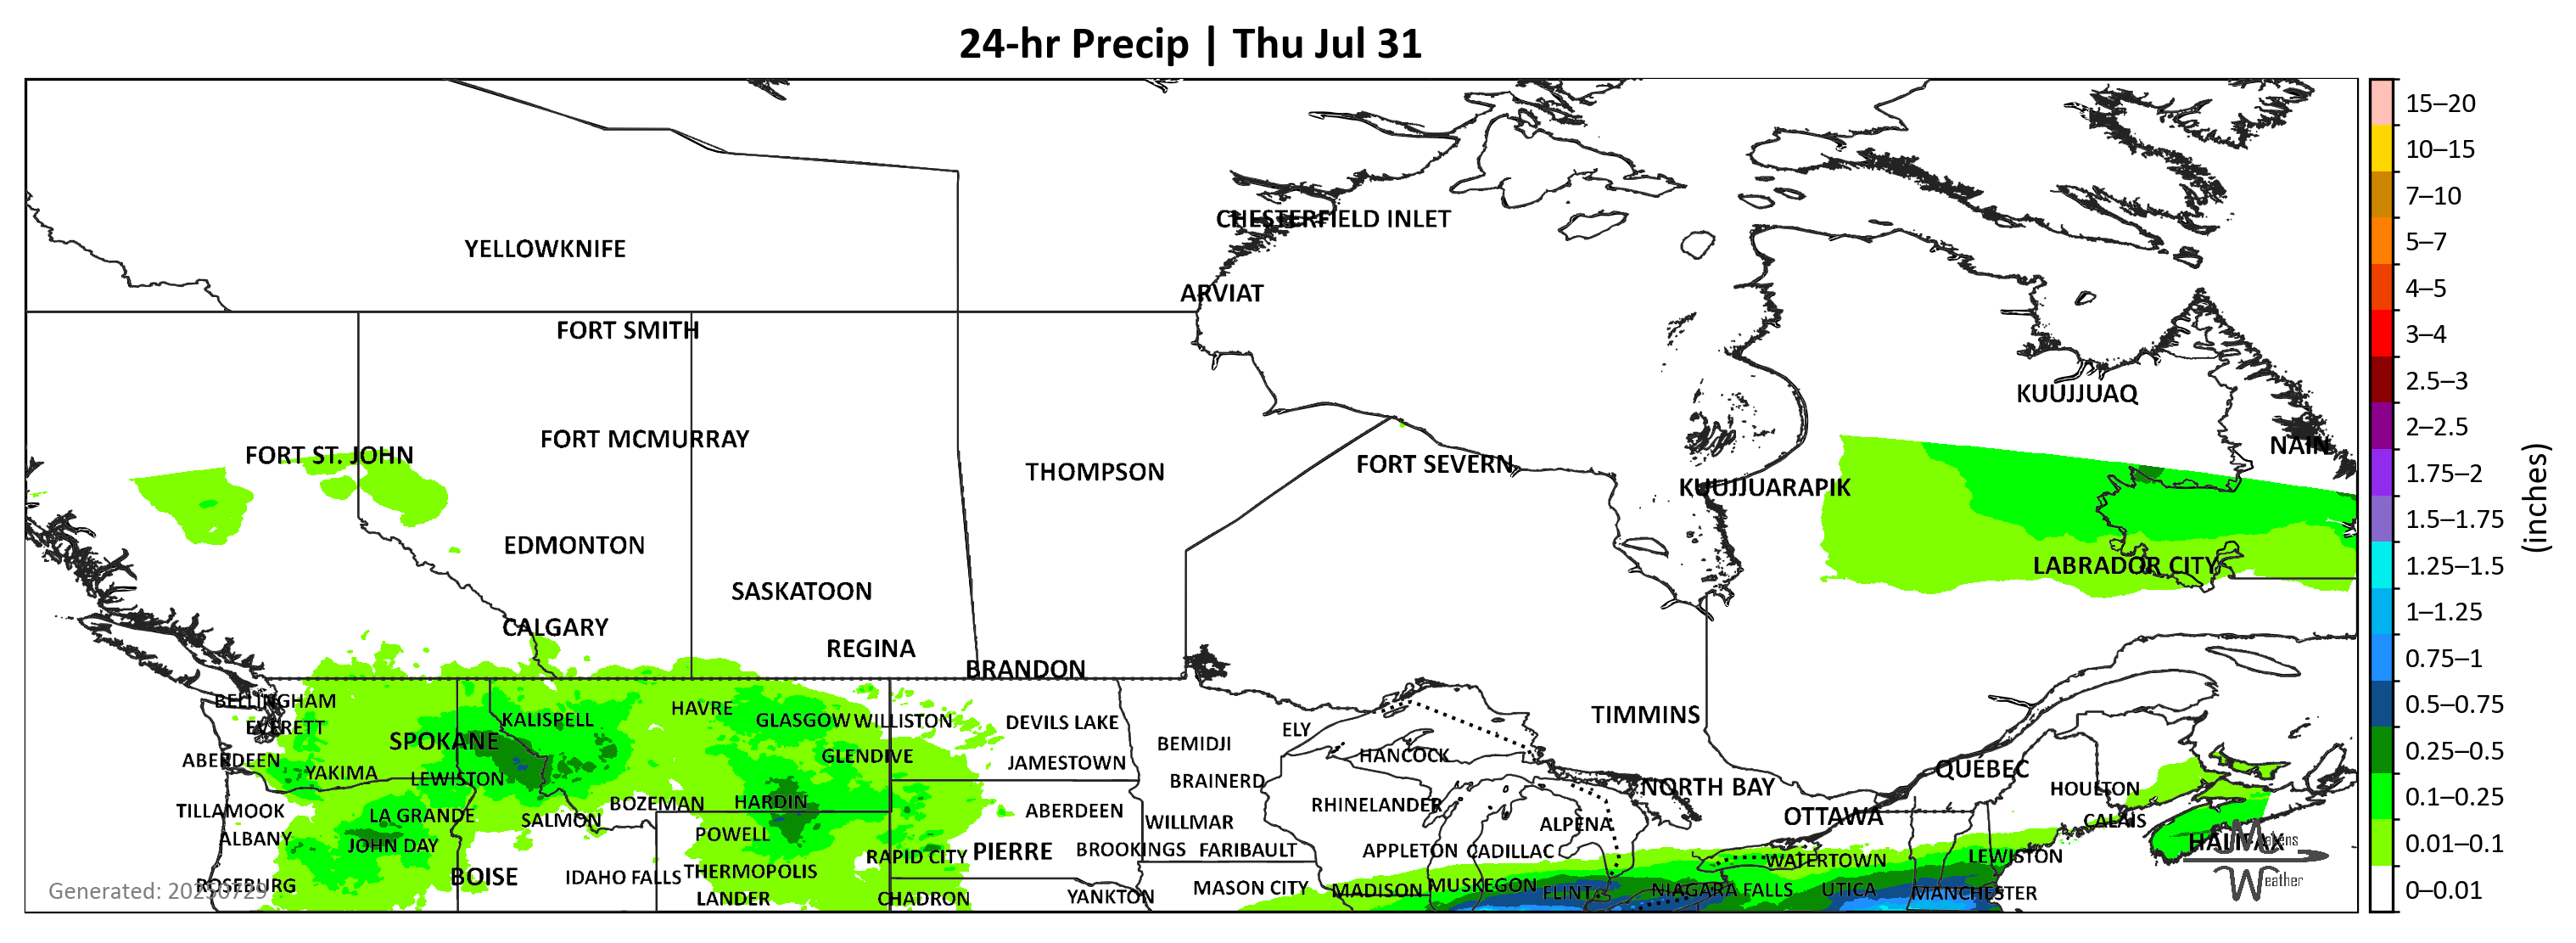 24-hr Precip | Thu Jul 31
CHESTERFIELD INLET
YELLOWKNIFE
ARVIAT
FORT SMITH
KUUJJUAQ
FORT MCMURRAY
NAIN
FORT ST. JOHN
FORT SEVERN
THOMPSON
KUUJJUARAPIK
EDMONTON
LABRADOR CITY
SASKATOON
CALGARY
REGINA
BRANDON
BELLINGHAM
HAVRE
TIMMINS
KALISPELL
GLASGOW
WILLISTON
DEVILS LAKE
EVERETT
ELY
SPOKANE
BEMIDJI
HANCOCK
GLENDIVE
ABERDEEN
JAMESTOWN
QUEBEC
YAKIMA
LEWISTON
BRAINERD
NORTH BAY
HOULTON
BOZEMAN
HARDIN
RHINELANDER
TILLAMOOK
LA GRANDE
SALMON
ABERDEEN
WILLMAR
ALPENA
OTTAWA
CALAIS
ALBANY
JOHN DAY
POWELL
HALIFAX
RAPID CITY
PIERRE
BROOKINGS
FARIBAULT
APPLETON
CADILLAC
WATERTOWN
LEWISTON
BOISE
IDAHO FALLS
THERMOPOLIS
ROSEBURG
MASON CITY
MADISON
MUSKEGON
FLINT
NIAGARA FALLS
UTICA
MANCHESTER
LANDER
CHADRON
YANKTON
Generated: 20250729
Weather
15–20
10–15
7–10
5–7
4–5
3–4
2.5–3
2–2.5
1.75–2
1.5–1.75
1.25–1.5
1–1.25
0.75–1
0.5–0.75
0.25–0.5
0.1–0.25
0.01–0.1
0–0.01
(inches)